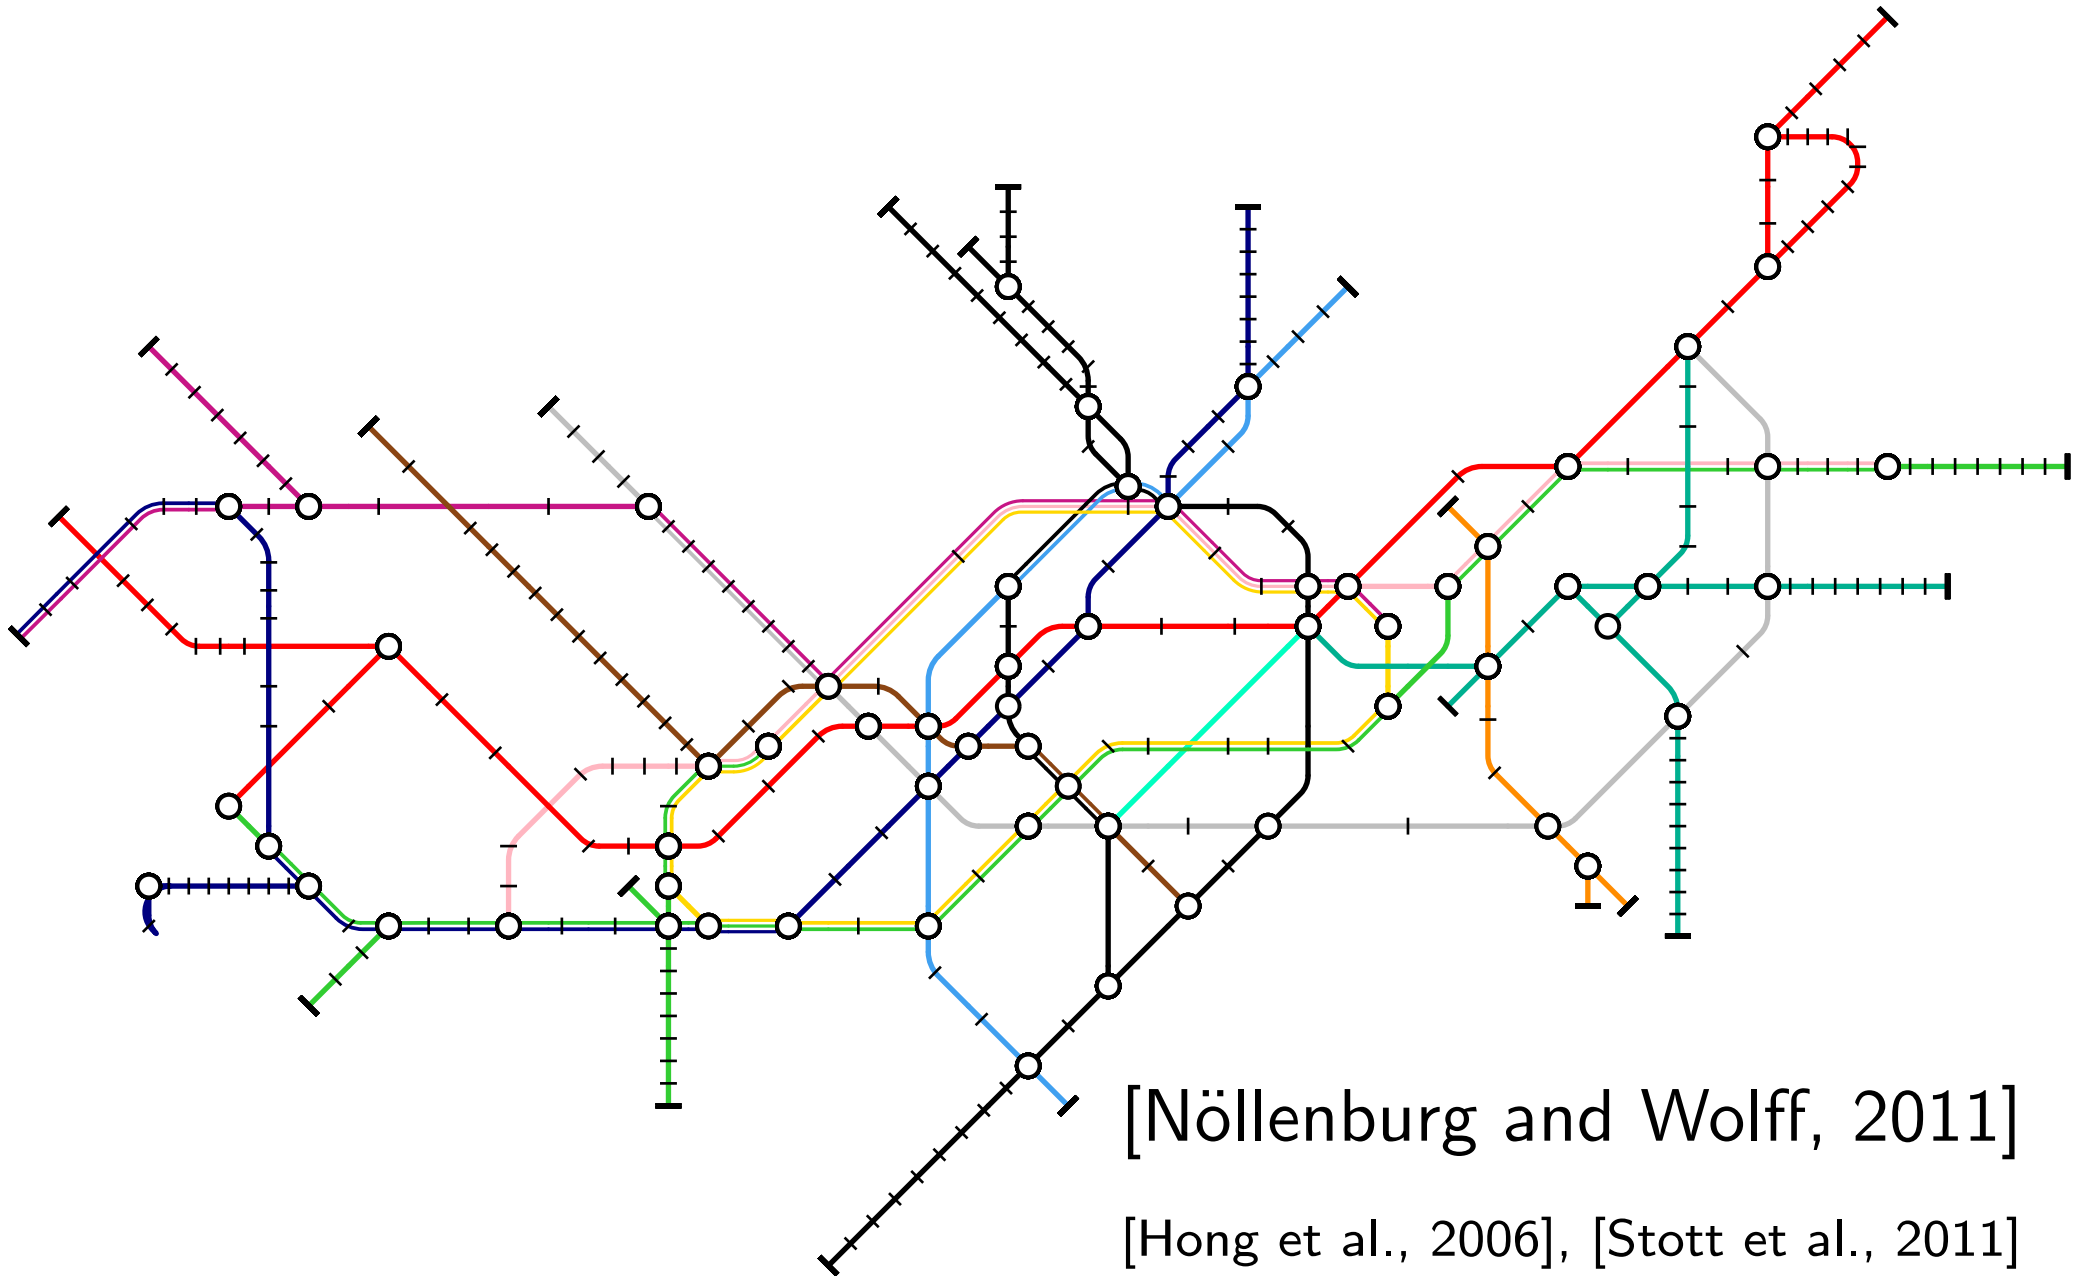 [Nöllenburg and Wolff, 2011]
[Hong et al., 2006], [Stott et al., 2011]